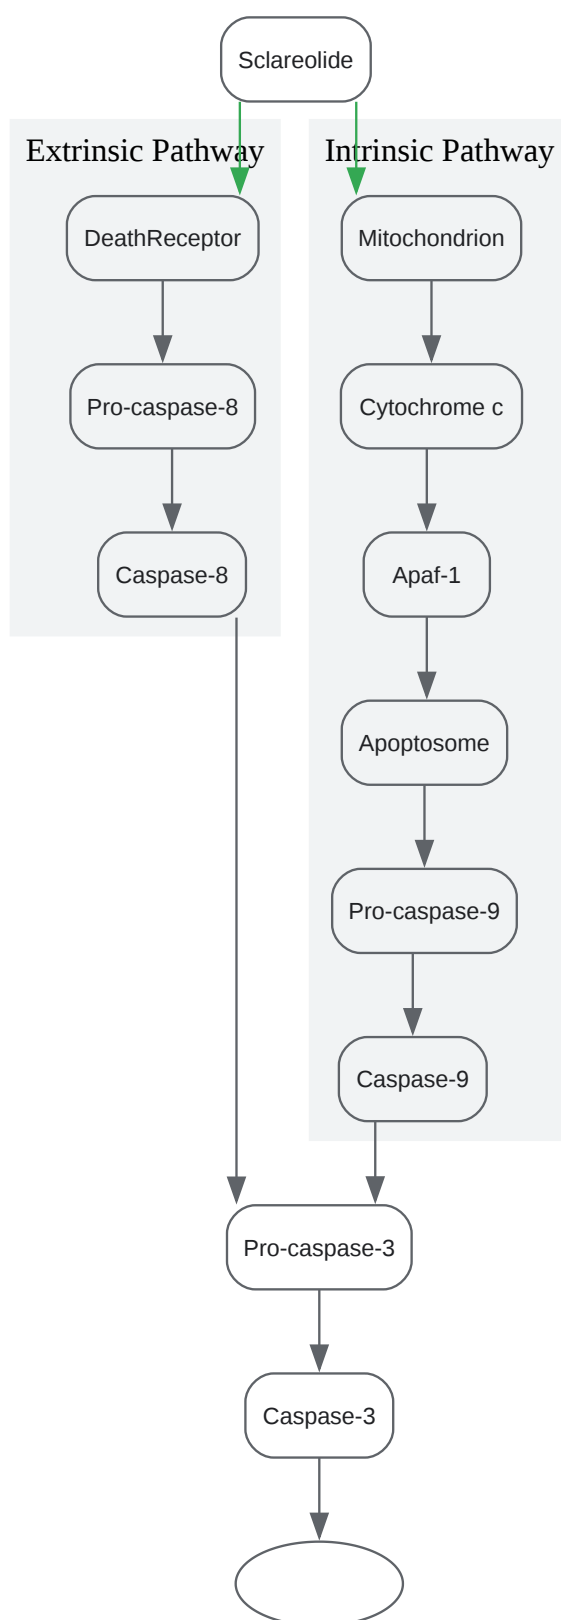 Sclareolide
Extrinsic Pathway
Intrinsic Pathway
DeathReceptor
Mitochondrion
Pro-caspase-8
Cytochrome c
Caspase-8
Apaf-1
Apoptosome
Pro-caspase-9
Caspase-9
Pro-caspase-3
Caspase-3